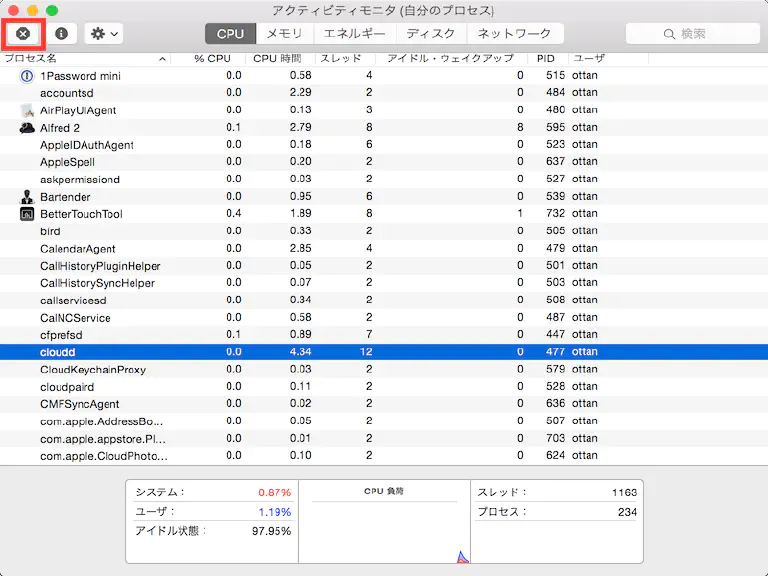 アクティビティモニタ (自分のプロセス)
CPU メモリ エネルギー ディスク ネットワーク 検索
プロセス名 % CPU CPU 時間 スレッド アイドル・ウェイクアップ PID ユーザ
1Password mini 0.0 0.58 4 0 515 ottan
accountsd 0.0 2.29 2 0 484 ottan
AirPlayUIAgent 0.0 0.13 3 0 480 ottan
Alfred 2 0.1 2.79 8 8 595 ottan
AppleIDAuthAgent 0.0 0.18 6 0 523 ottan
AppleSpell 0.0 0.20 2 0 637 ottan
askpermissiond 0.0 0.03 2 0 527 ottan
Bartender 0.0 0.95 6 0 539 ottan
BetterTouchTool 0.4 1.89 8 1 732 ottan
bird 0.0 0.33 2 0 505 ottan
CalendarAgent 0.0 2.85 4 0 479 ottan
CallHistoryPluginHelper 0.0 0.05 2 0 501 ottan
CallHistorySyncHelper 0.0 0.07 2 0 503 ottan
callservicesd 0.0 0.34 2 0 508 ottan
CalNCService 0.0 0.58 2 0 487 ottan
cfprefsd 0.1 0.89 7 0 447 ottan
cloudd 0.0 4.34 12 0 477 ottan
CloudKeychainProxy 0.0 0.03 2 0 579 ottan
cloudpaird 0.0 0.11 2 0 528 ottan
CMFSyncAgent 0.0 0.02 2 0 636 ottan
com.apple.AddressBo... 0.0 0.05 2 0 507 ottan
com.apple.appstore.Pl... 0.0 0.01 2 0 703 ottan
com.apple.CloudPhoto... 0.0 0.10 2 0 624 ottan
システム： 0.87% CPU 負荷 スレッド： 1163
ユーザ： 1.19% プロセス： 234
アイドル状態： 97.95%